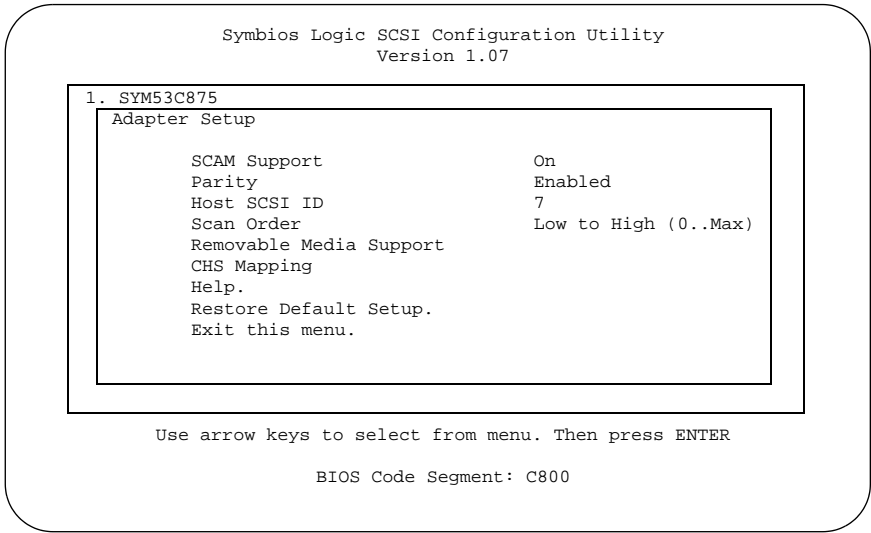 Symbios Logic SCSI Configuration Utility
Version 1.07
1. SYM53C875
Adapter Setup
SCAM Support On
Parity Enabled
Host SCSI ID 7
Scan Order Low to High (0..Max)
Removable Media Support
CHS Mapping
Help.
Restore Default Setup.
Exit this menu.
Use arrow keys to select from menu. Then press ENTER
BIOS Code Segment: C800